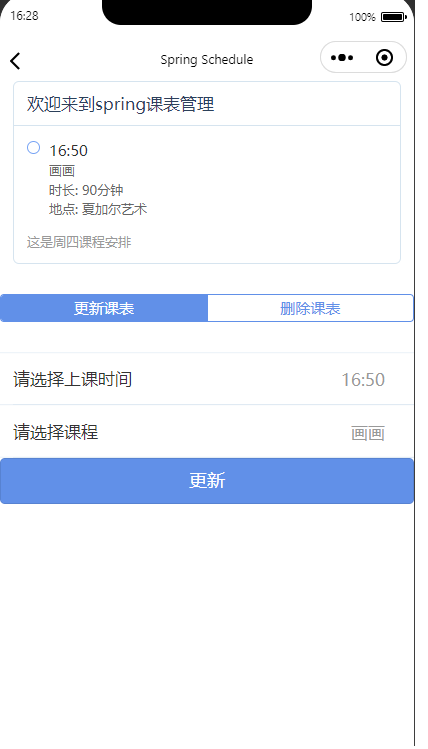 16:28
100%
Spring Schedule
欢迎来到spring课表管理
16:50
画画
时长: 90分钟
地点: 夏加尔艺术
这是周四课程安排
更新课表
删除课表
请选择上课时间
16:50
请选择课程
画画
更新